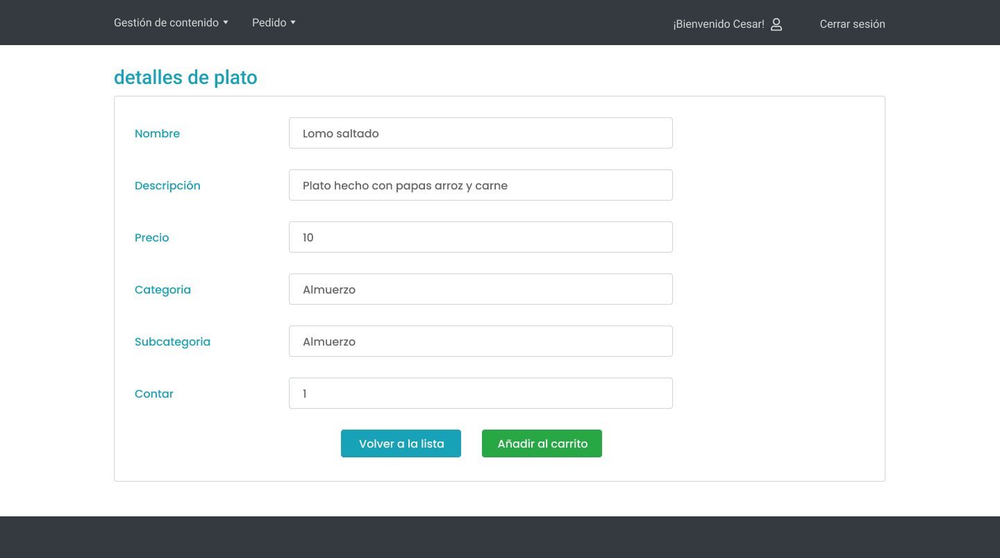 Gestión de contenido
Pedido
¡Bienvenido Cesar!
Cerrar sesión
detalles de plato
Nombre
Lomo saltado
Descripción
Plato hecho con papas arroz y carne
Precio
10
Categoria
Almuerzo
Subcategoria
Almuerzo
Contar
1
Volver a la lista
Añadir al carrito